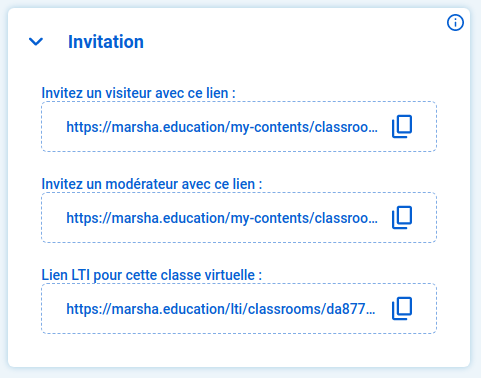 Invitation
Invitez un visiteur avec ce lien :
https://marsha.education/my-contents/classroo...
Invitez un modérateur avec ce lien :
https://marsha.education/my-contents/classroo...
Lien LTI pour cette classe virtuelle :
https://marsha.education/lti/classrooms/da877...